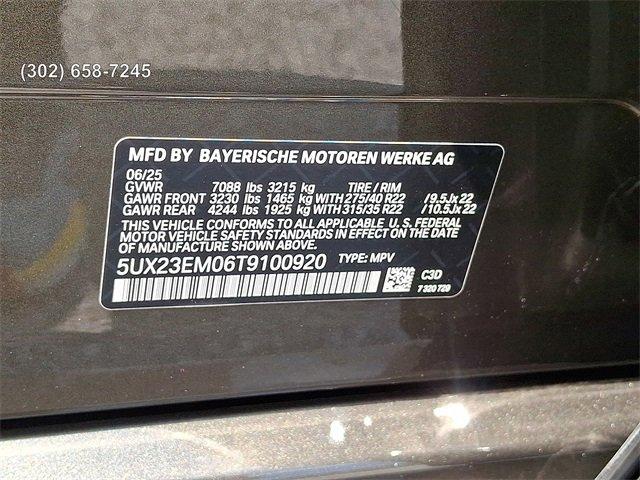 (302) 658-7245
MFD BY BAYERISCHE MOTOREN WERKE AG
06/25
GVWR 7088 lbs 3215 kg TIRE / RIM
GAWR FRONT 3230 lbs 1465 kg WITH 275/40 R22 /9.5Jx22
GAWR REAR 4244 lbs 1925 kg WITH 315/35 R22 /10.5Jx22
THIS VEHICLE CONFORMS TO ALL APPLICABLE U. S. FEDERAL
MOTOR VEHICLE SAFETY STANDARDS IN EFFECT ON THE DATE
OF MANUFACTURE SHOWN ABOVE.
5UX23EM06T9100920 TYPE: MPV
C3D
7 320 729